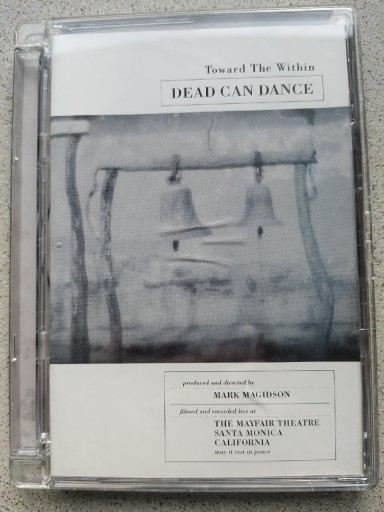 Toward The Within
DEAD CAN DANCE
produced and directed by
MARK MAGIDSON
filmed and recorded live at
THE MAYFAIR THEATRE
SANTA MONICA
CALIFORNIA
may it rest in peace